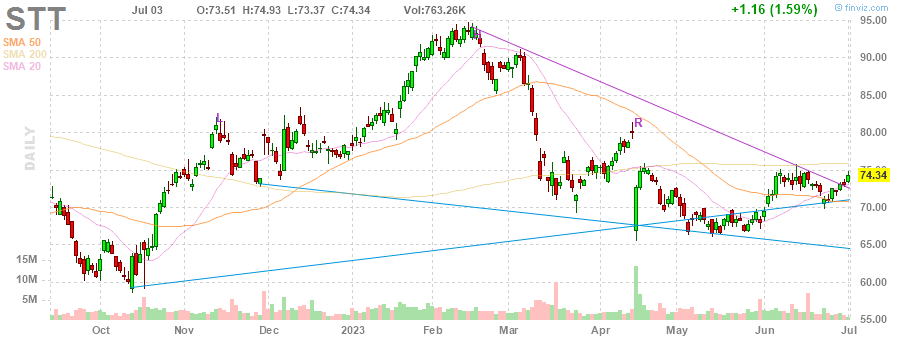 STT Jul 03 O:73.51 H:74.93 L:73.37 C:74.34 Vol:763.26K +1.16 (1.59%) @ finviz.com
SMA 50
SMA 200
SMA 20
DAILY
95.00
90.00
85.00
80.00
R
74.34
70.00
65.00
15M
10M
60.00
5M
55.00
Oct Nov Dec 2023 Feb Mar Apr May Jun Jul